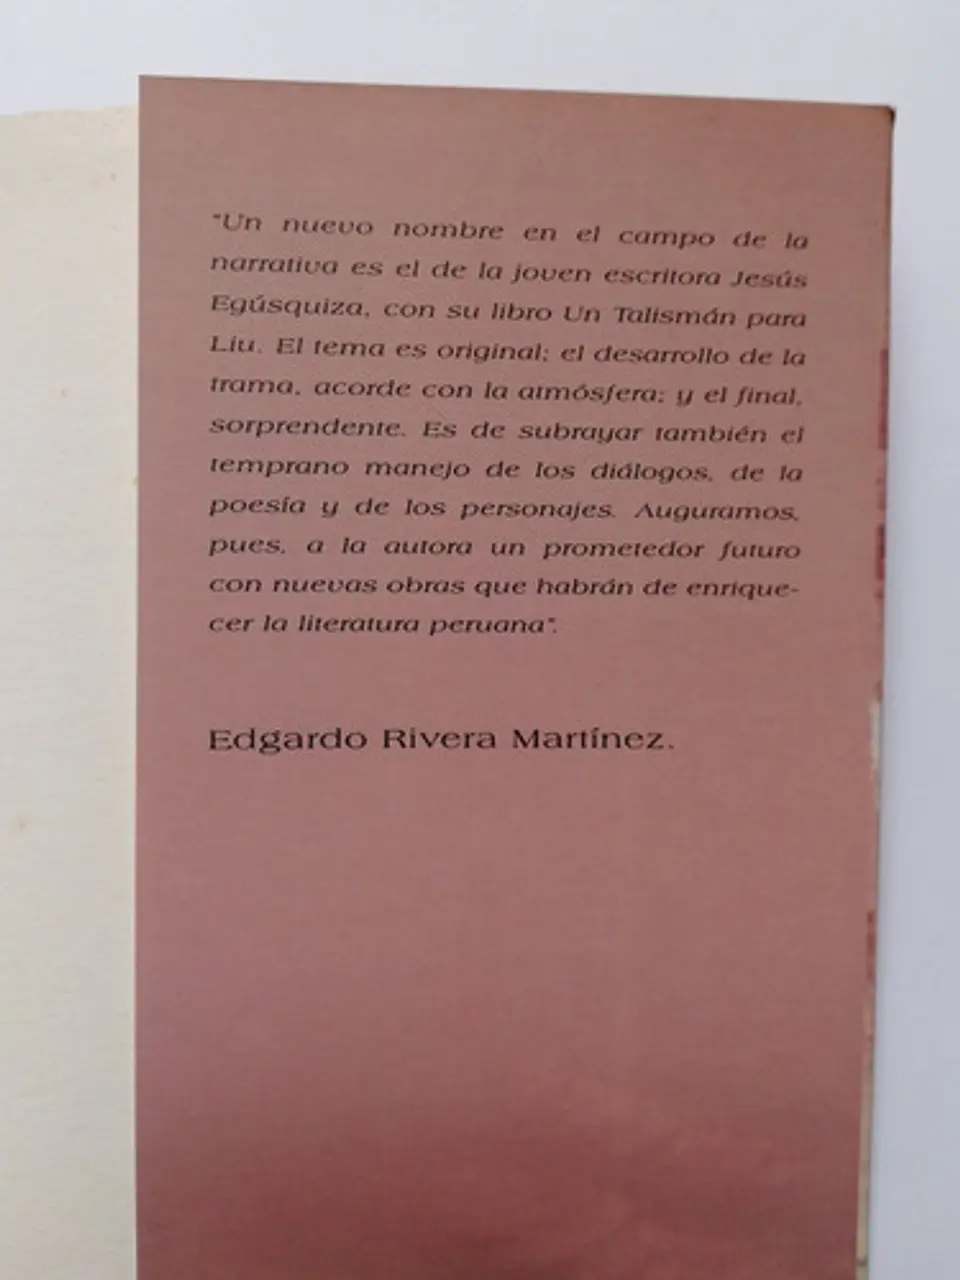 "Un nuevo nombre en el campo de la
narrativa es el de la joven escritora Jesús
Egúsquiza, con su libro Un Talismán para
Liu. El tema es original; el desarrollo de la
trama, acorde con la atmósfera; y el final,
sorprendente. Es de subrayar también el
temprano manejo de los diálogos, de la
poesía y de los personajes. Auguramos,
pues, a la autora un prometedor futuro
con nuevas obras que habrán de enrique-
cer la literatura peruana".
Edgardo Rivera Martínez.